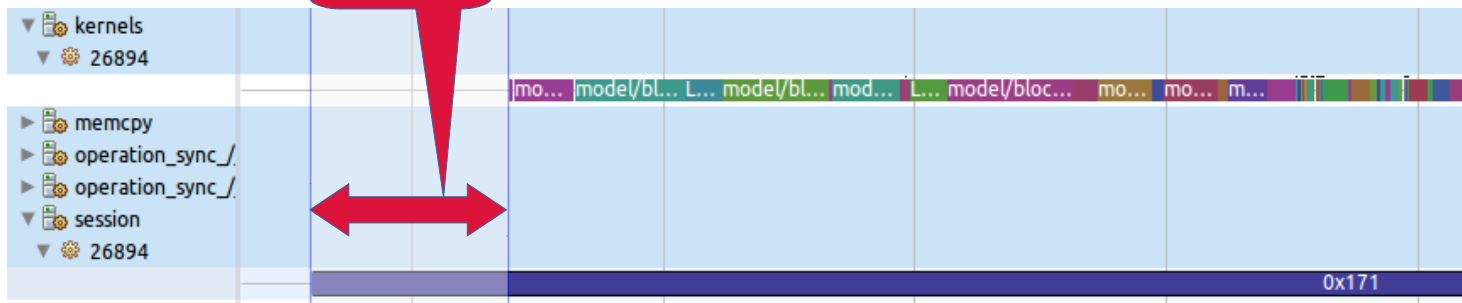 kernels
26894
mo... model/bl... L... model/bl... mod... L... model/bloc... mo... mo... m...
memcpy
operation_sync_/
operation_sync_/
session
26894
0x171